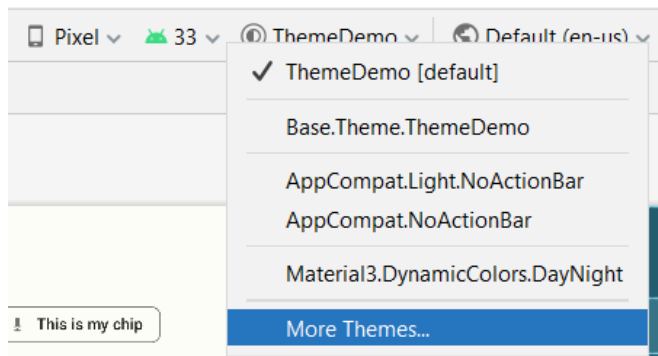 Pixel 33 ThemeDemo Default (en-us)
ThemeDemo [default]
Base.Theme.ThemeDemo
AppCompat.Light.NoActionBar
AppCompat.NoActionBar
Material3.DynamicColors.DayNight
This is my chip
More Themes...